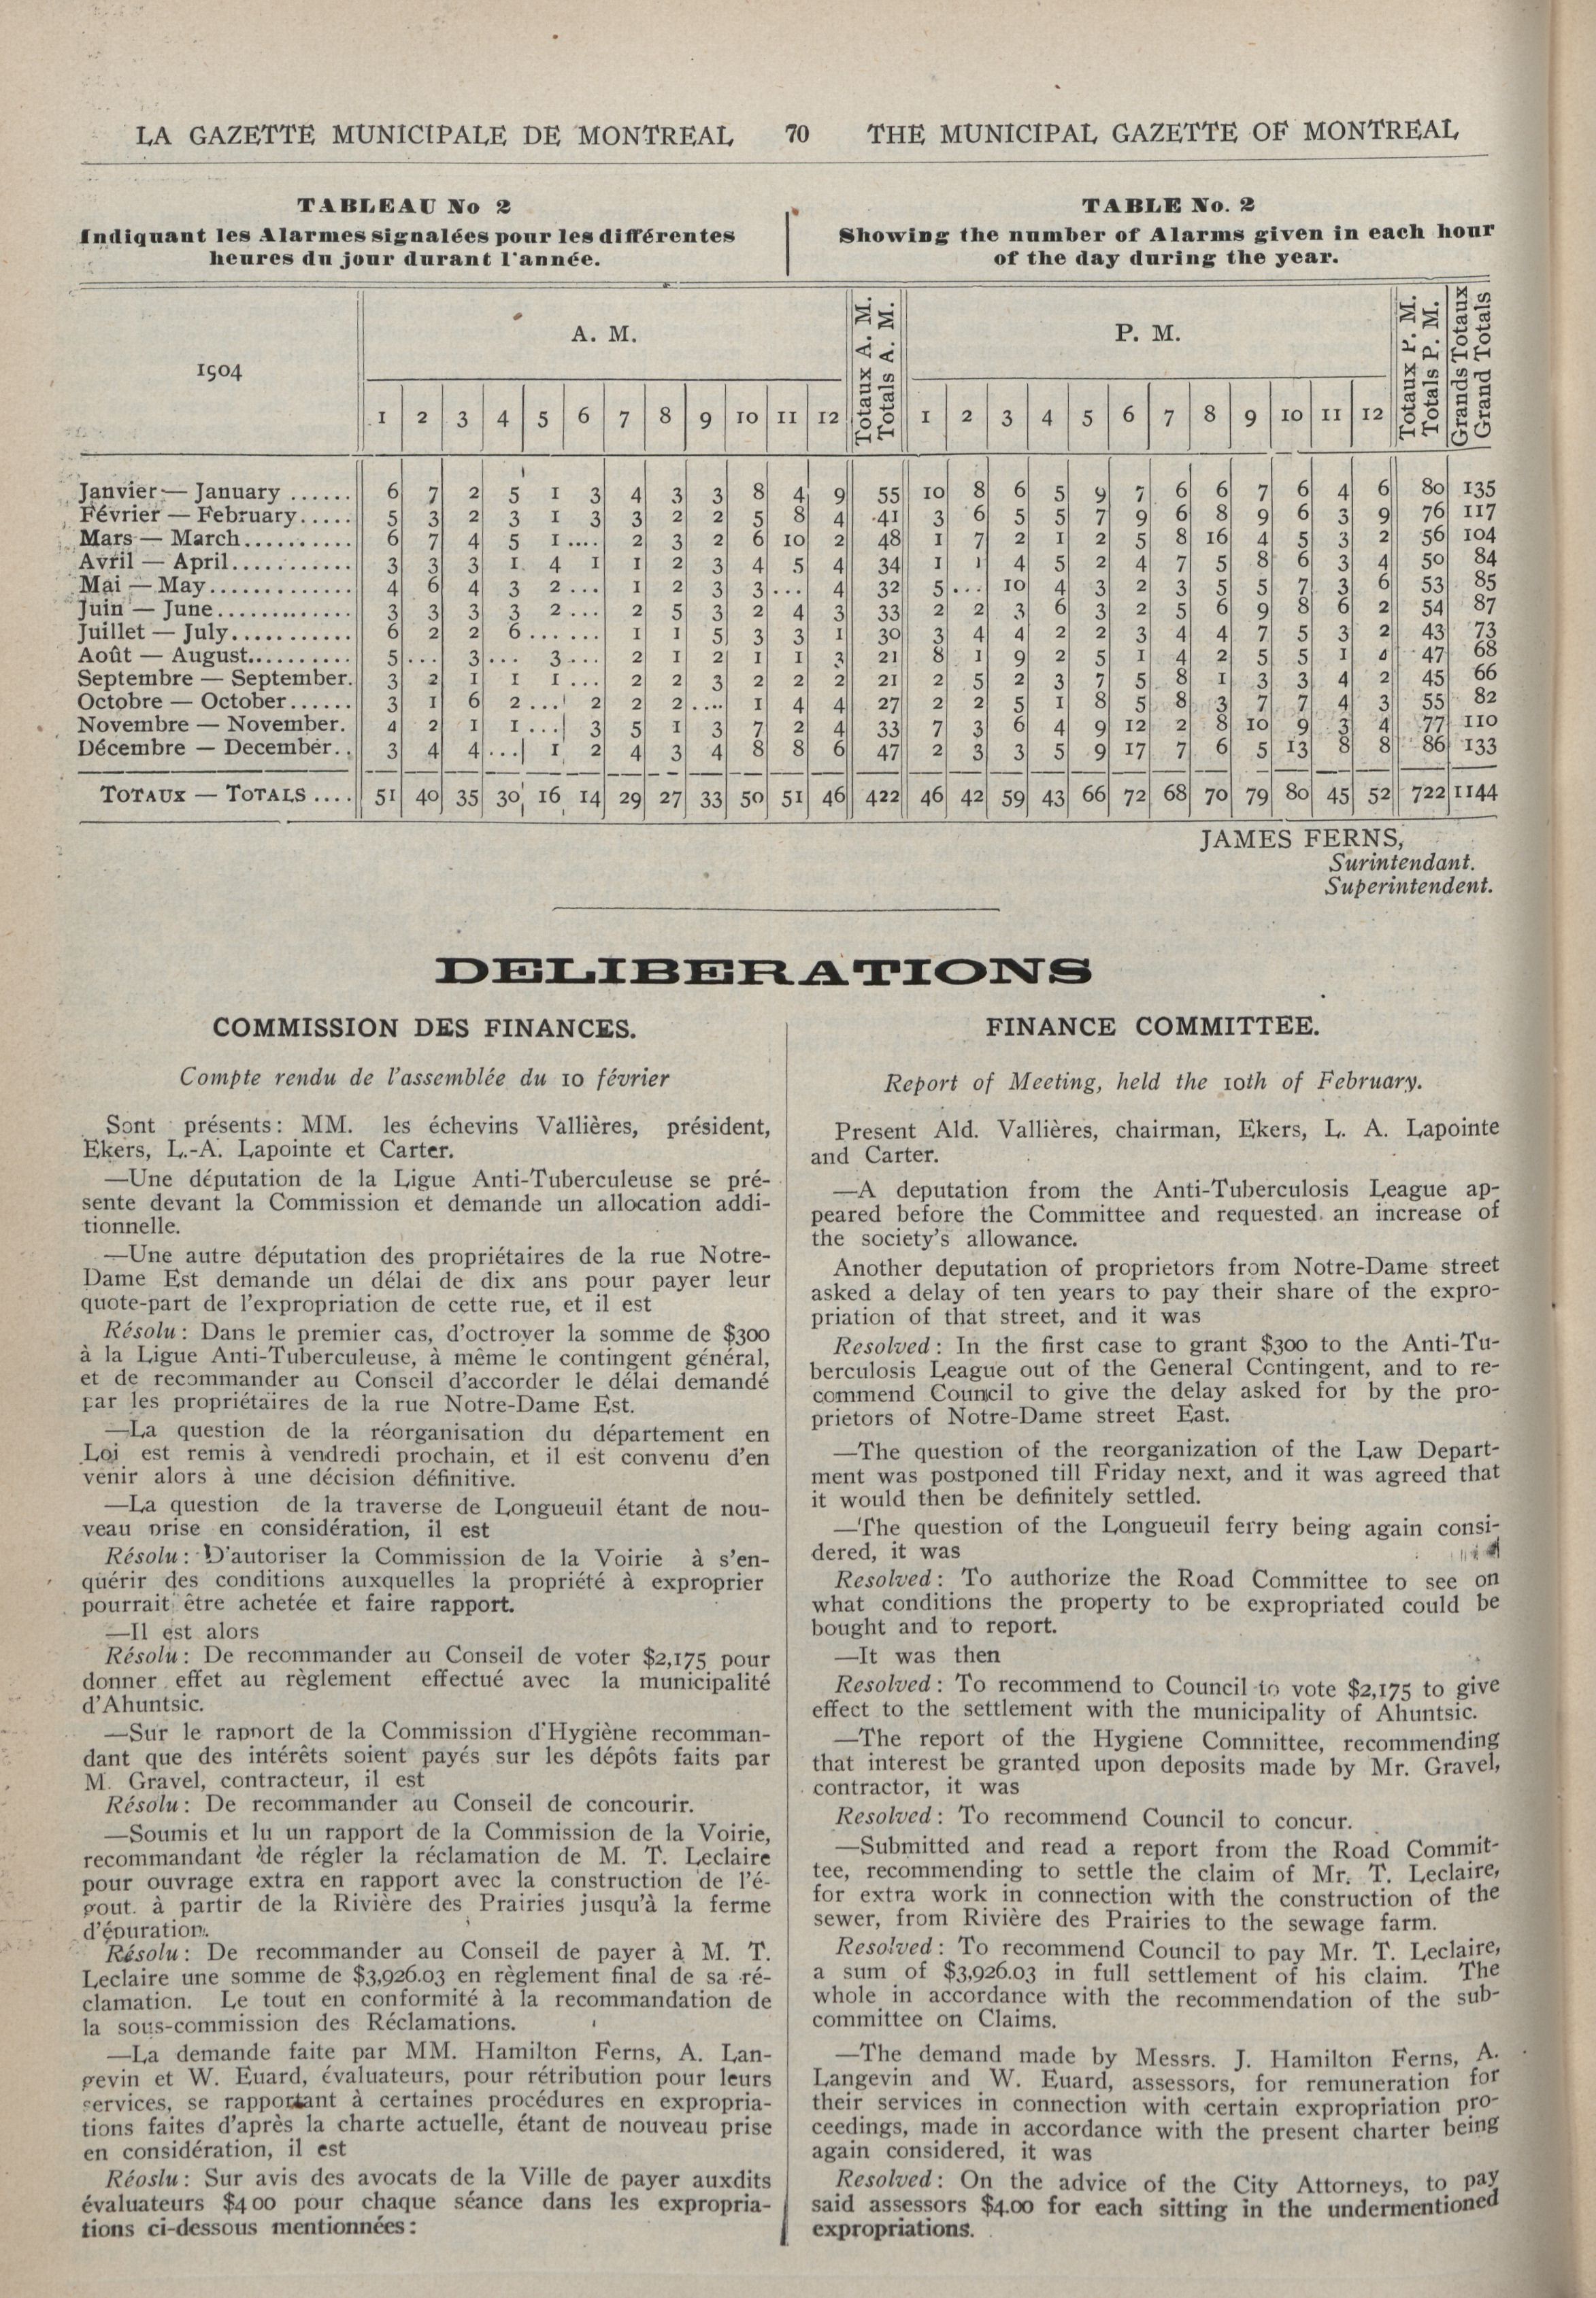 LA GAZETTE MUNICIPALE DE MONTREAL 70 THE MUNICIPAL GAZETTE OF MONTREAL
TABLEAU No 2
Indiquant les Alarmes signalées pour les différentes
heures du jour durant l'année.
TABLE No. 2
Showing the number of Alarms given in each hour
of the day during the year.
1904
A. M.
Totaux A. M.
Totals A. M.
P. M.
Totaux P. M.
Totals P. M.
Grands Totaux
Grand Totals
1 2 3 4 5 6 7 8 9 10 11 12 1 2 3 4 5 6 7 8 9 10 11 12
Janvier — January ...... 6 7 2 5 1 3 4 3 3 8 4 9 55 10 8 6 5 9 7 6 6 7 6 4 6 80 135
Février — February..... 5 3 2 3 1 3 3 2 2 5 8 4 41 3 6 5 5 7 9 6 8 9 6 3 9 76 117
Mars — March.......... 6 7 4 5 1 .... 2 3 2 6 10 2 48 1 7 2 1 2 5 8 16 4 5 3 2 56 104
Avril — April........... 3 3 3 1 4 1 1 2 3 4 5 4 34 1 1 4 5 2 4 7 5 8 6 3 4 50 84
Mai — May............. 4 6 4 3 2 ... 1 2 3 3 ... 4 32 5 ... 10 4 3 2 3 5 5 7 3 6 53 85
Juin — June............. 3 3 3 3 2 ... 2 5 3 2 4 3 33 2 2 3 6 3 2 5 6 9 8 6 2 54 87
Juillet — July........... 6 2 2 6 ... ... 1 1 5 3 3 1 30 3 4 4 2 2 3 4 4 7 5 3 2 43 73
Août — August.......... 5 ... 3 ... 3 ... 2 1 2 1 1 3 21 8 1 9 2 5 1 4 2 5 5 1 4 47 68
Septembre — September. 3 2 1 1 1 ... 2 2 3 2 2 2 21 2 5 2 3 7 5 8 1 3 3 4 2 45 66
Octobre — October...... 3 1 6 2 ... 2 2 2 .... 1 4 4 27 2 2 5 1 8 5 8 3 7 7 4 3 55 82
Novembre — November. 4 2 1 1 ... 3 5 1 3 7 2 4 33 7 3 6 4 9 12 2 8 10 9 3 4 77 110
Décembre — December.. 3 4 4 ... 1 2 4 3 4 8 8 6 47 2 3 3 5 9 17 7 6 5 13 8 8 86 133
TOTAUX — TOTALS .... 51 40 35 30 16 14 29 27 33 50 51 46 422 46 42 59 43 66 72 68 70 79 80 45 52 722 1144
JAMES FERNS,
Surintendant.
Superintendent.
DELIBERATIONS
COMMISSION DES FINANCES.
Compte rendu de l'assemblée du 10 février
Sont présents: MM. les échevins Vallières, président,
Ekers, L.-A. Lapointe et Carter.
—Une députation de la Ligue Anti-Tuberculeuse se pré-
sente devant la Commission et demande un allocation addi-
tionnelle.
—Une autre députation des propriétaires de la rue Notre-
Dame Est demande un délai de dix ans pour payer leur
quote-part de l'expropriation de cette rue, et il est
Résolu: Dans le premier cas, d'octroyer la somme de $300
à la Ligue Anti-Tuberculeuse, à même le contingent général,
et de recommander au Conseil d'accorder le délai demandé
par les propriétaires de la rue Notre-Dame Est.
—La question de la réorganisation du département en
Loi est remis à vendredi prochain, et il est convenu d'en
venir alors à une décision définitive.
—La question de la traverse de Longueuil étant de nou-
veau prise en considération, il est
Résolu: D'autoriser la Commission de la Voirie à s'en-
quérir des conditions auxquelles la propriété à exproprier
pourrait être achetée et faire rapport.
—Il est alors
Résolu: De recommander au Conseil de voter $2,175 pour
donner effet au règlement effectué avec la municipalité
d'Ahuntsic.
—Sur le rapport de la Commission d'Hygiène recomman-
dant que des intérêts soient payés sur les dépôts faits par
M. Gravel, contracteur, il est
Résolu: De recommander au Conseil de concourir.
—Soumis et lu un rapport de la Commission de la Voirie,
recommandant de régler la réclamation de M. T. Leclaire
pour ouvrage extra en rapport avec la construction de l'é-
gout. à partir de la Rivière des Prairies jusqu'à la ferme
d'épuration.
Résolu: De recommander au Conseil de payer à M. T.
Leclaire une somme de $3,926.03 en règlement final de sa ré-
clamation. Le tout en conformité à la recommandation de
la sous-commission des Réclamations.
—La demande faite par MM. Hamilton Ferns, A. Lan-
gevin et W. Euard, évaluateurs, pour rétribution pour leurs
services, se rapportant à certaines procédures en expropria-
tions faites d'après la charte actuelle, étant de nouveau prise
en considération, il est
Réoslu: Sur avis des avocats de la Ville de payer auxdits
évaluateurs $4 00 pour chaque séance dans les expropria-
tions ci-dessous mentionnées:
FINANCE COMMITTEE.
Report of Meeting, held the 10th of February.
Present Ald. Vallières, chairman, Ekers, L. A. Lapointe
and Carter.
—A deputation from the Anti-Tuberculosis League ap-
peared before the Committee and requested an increase of
the society's allowance.
Another deputation of proprietors from Notre-Dame street
asked a delay of ten years to pay their share of the expro-
priation of that street, and it was
Resolved: In the first case to grant $300 to the Anti-Tu-
berculosis League out of the General Contingent, and to re-
commend Council to give the delay asked for by the pro-
prietors of Notre-Dame street East.
—The question of the reorganization of the Law Depart-
ment was postponed till Friday next, and it was agreed that
it would then be definitely settled.
—The question of the Longueuil ferry being again consi-
dered, it was
Resolved: To authorize the Road Committee to see on
what conditions the property to be expropriated could be
bought and to report.
—It was then
Resolved: To recommend to Council to vote $2,175 to give
effect to the settlement with the municipality of Ahuntsic.
—The report of the Hygiene Committee, recommending
that interest be granted upon deposits made by Mr. Gravel,
contractor, it was
Resolved: To recommend Council to concur.
—Submitted and read a report from the Road Commit-
tee, recommending to settle the claim of Mr. T. Leclaire,
for extra work in connection with the construction of the
sewer, from Rivière des Prairies to the sewage farm.
Resolved: To recommend Council to pay Mr. T. Leclaire,
a sum of $3,926.03 in full settlement of his claim. The
whole in accordance with the recommendation of the sub-
committee on Claims.
—The demand made by Messrs. J. Hamilton Ferns, A.
Langevin and W. Euard, assessors, for remuneration for
their services in connection with certain expropriation pro-
ceedings, made in accordance with the present charter being
again considered, it was
Resolved: On the advice of the City Attorneys, to pay
said assessors $4.00 for each sitting in the undermentioned
expropriations.